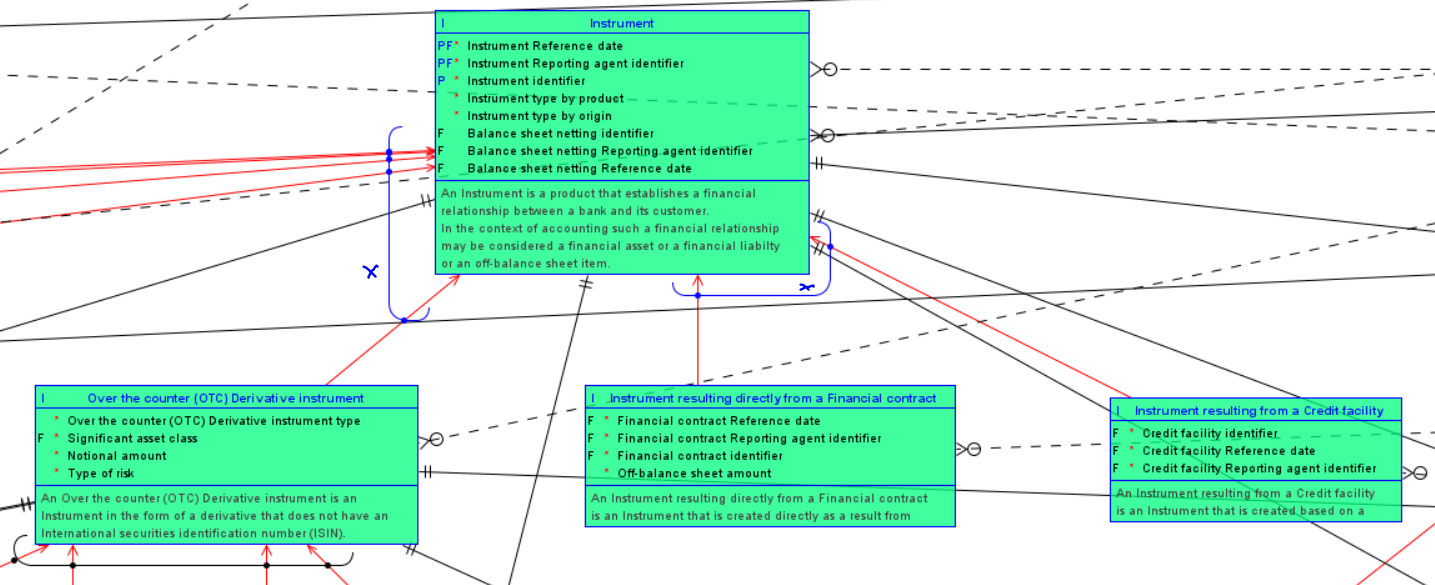 I Instrument
PF* Instrument Reference date
PF* Instrument Reporting agent identifier
P * Instrument identifier
* Instrument type by product
* Instrument type by origin
F Balance sheet netting identifier
F Balance sheet netting Reporting agent identifier
F Balance sheet netting Reference date
An Instrument is a product that establishes a financial
relationship between a bank and its customer.
In the context of accounting such a financial relationship
may be considered a financial asset or a financial liabilty
or an off-balance sheet item.
I Over the counter (OTC) Derivative instrument
* Over the counter (OTC) Derivative instrument type
F * Significant asset class
* Notional amount
* Type of risk
An Over the counter (OTC) Derivative instrument is an
Instrument in the form of a derivative that does not have an
International securities identification number (ISIN).
I Instrument resulting directly from a Financial contract
F * Financial contract Reference date
F * Financial contract Reporting agent identifier
F * Financial contract identifier
* Off-balance sheet amount
An Instrument resulting directly from a Financial contract
is an Instrument that is created directly as a result from
I Instrument resulting from a Credit facility
F * Credit facility identifier
F * Credit facility Reference date
F * Credit facility Reporting agent identifier
An Instrument resulting from a Credit facility
is an Instrument that is created based on a